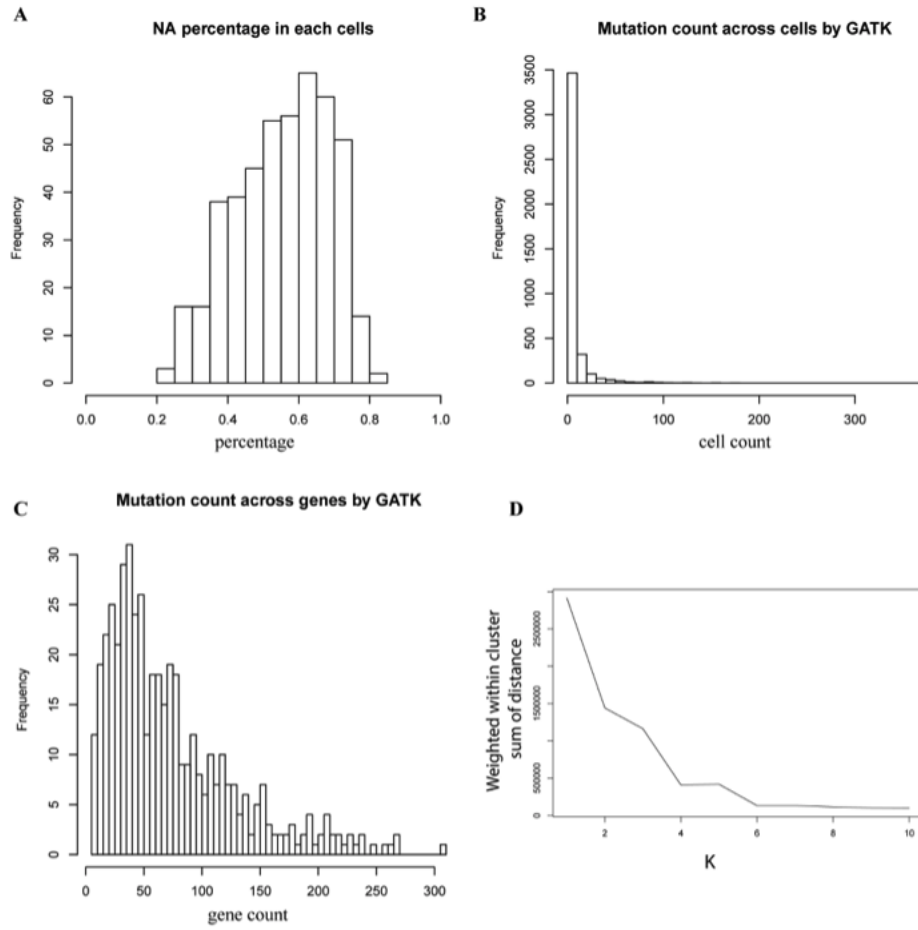 A
NA percentage in each cells
Frequency
0 10 20 30 40 50 60
0.0 0.2 0.4 0.6 0.8 1.0
percentage
B
Mutation count across cells by GATK
Frequency
0 500 1000 1500 2000 2500 3000 3500
0 100 200 300
cell count
C
Mutation count across genes by GATK
Frequency
0 5 10 15 20 25 30
0 50 100 150 200 250 300
gene count
D
Weighted within cluster
sum of distance
0 500000 1500000 2500000
2 4 6 8 10
K